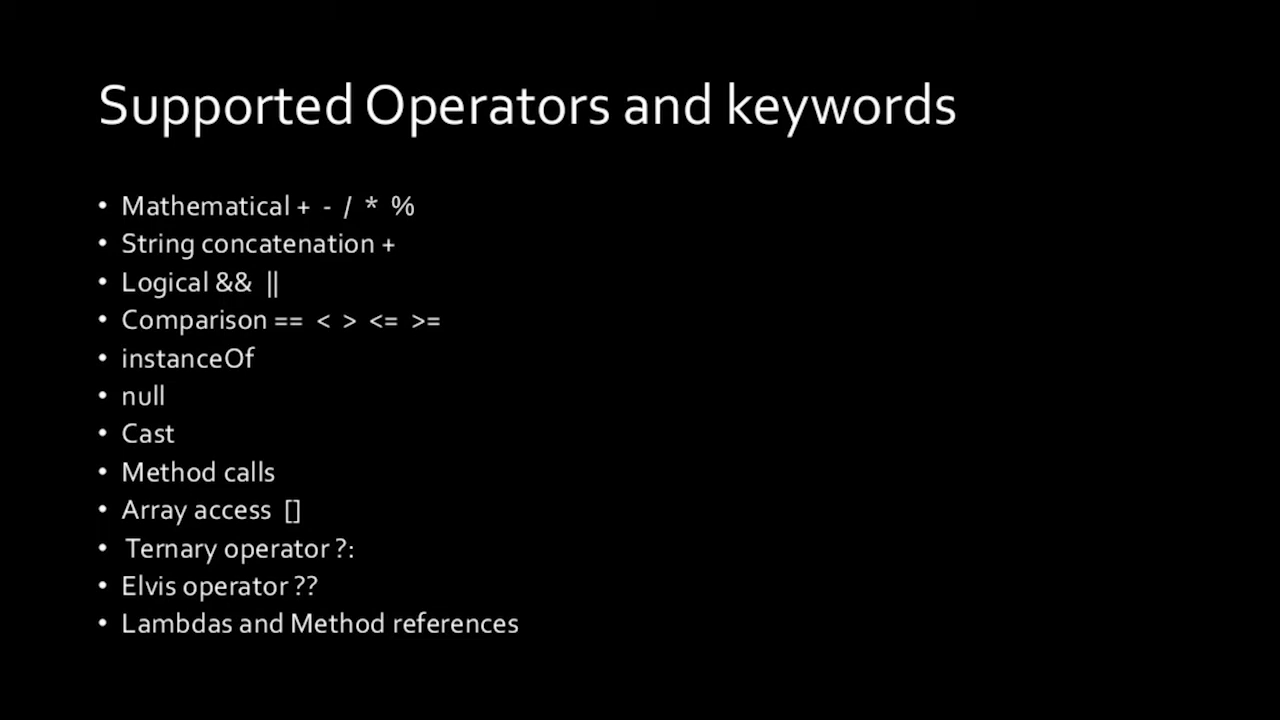 Supported Operators and keywords
• Mathematical + - / * %
• String concatenation +
• Logical && ||
• Comparison == < > <= >=
• instanceOf
• null
• Cast
• Method calls
• Array access []
• Ternary operator ?:
• Elvis operator ??
• Lambdas and Method references